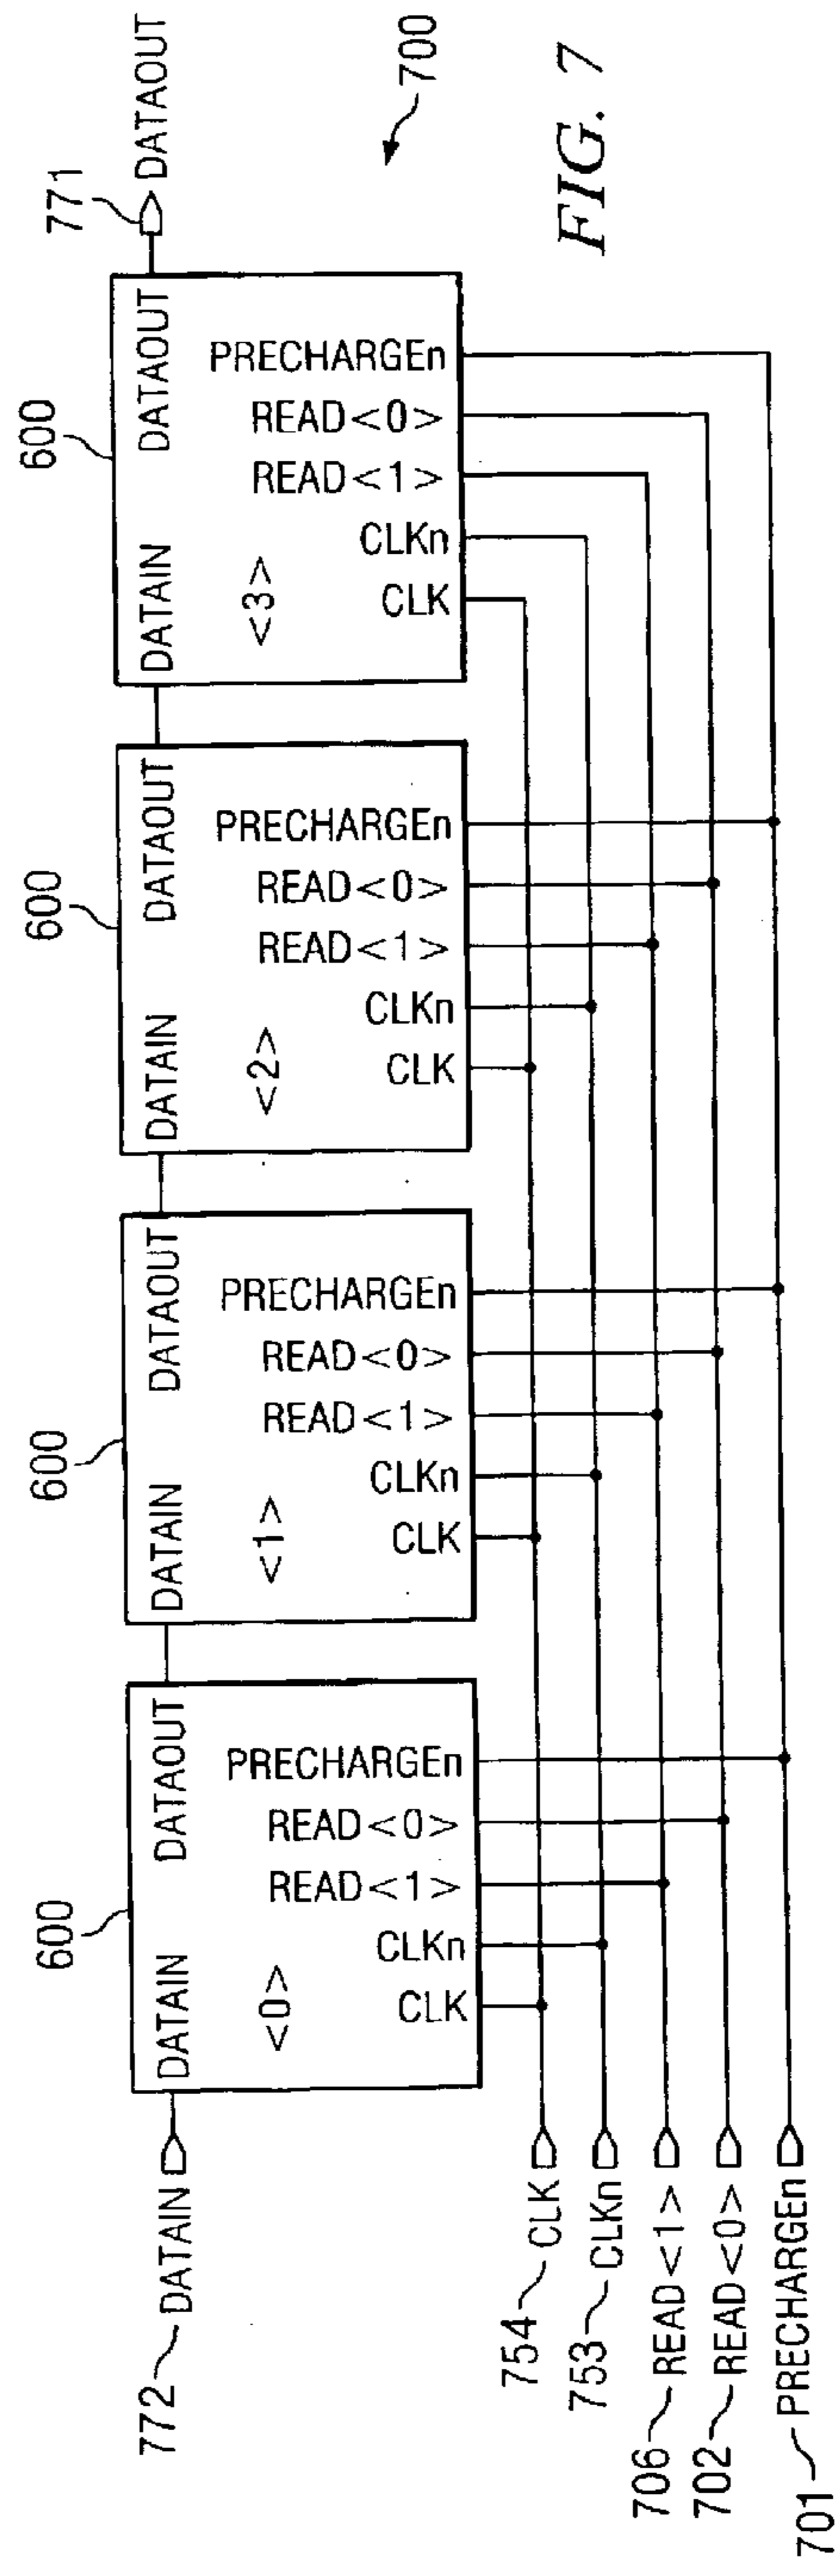 600
600
600
600
771
772
DATAIN
DATAIN
DATAOUT
DATAIN
DATAOUT
DATAIN
DATAOUT
DATAIN
DATAOUT
DATAOUT
<0>
<1>
<2>
<3>
CLK
CLKn
READ<1>
READ<0>
PRECHARGEn
CLK
CLKn
READ<1>
READ<0>
PRECHARGEn
CLK
CLKn
READ<1>
READ<0>
PRECHARGEn
CLK
CLKn
READ<1>
READ<0>
PRECHARGEn
700
754 CLK
753 CLKn
706 READ<1>
702 READ<0>
701 PRECHARGEn
FIG. 7